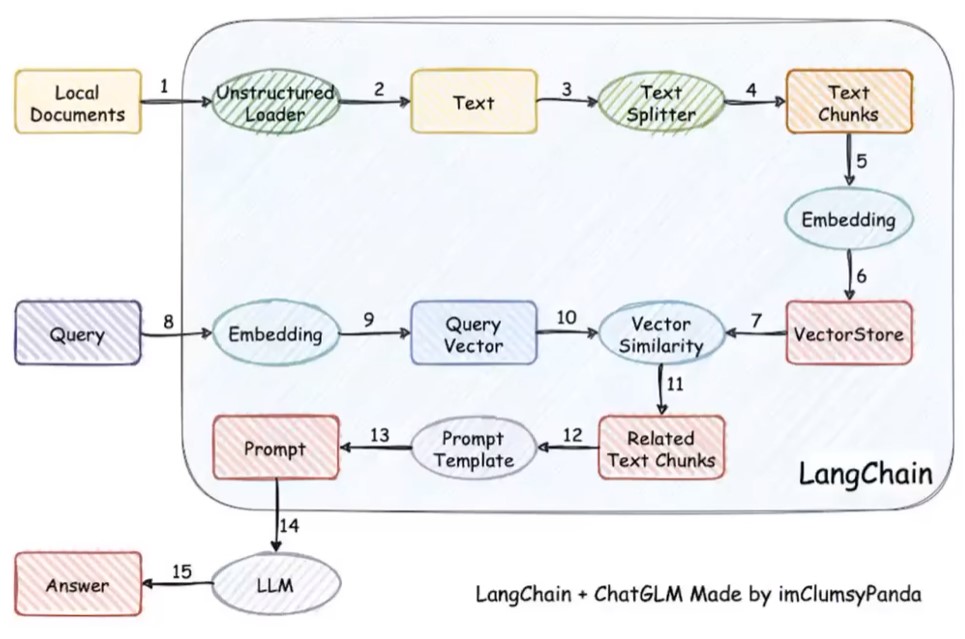 1
2
3
4
Local
Documents
Unstructured
Loader
Text
Text
Splitter
Text
Chunks
5
Embedding
6
8
9
10
7
Query
Embedding
Query
Vector
Vector
Similarity
VectorStore
11
13
12
Prompt
Prompt
Template
Related
Text Chunks
LangChain
14
15
Answer
LLM
LangChain + ChatGLM Made by imClumsyPanda